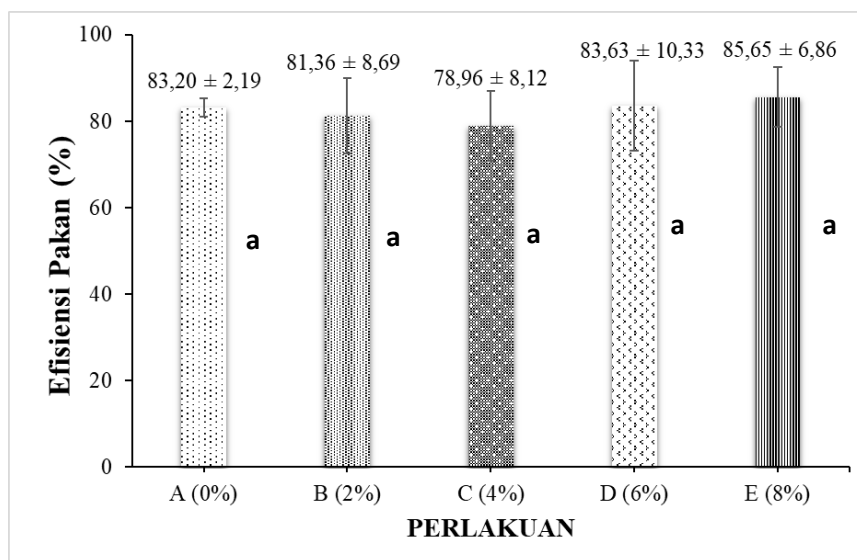 Efisiensi Pakan (%)
100
80
60
40
20
0
83,20 ± 2,19
81,36 ± 8,69
78,96 ± 8,12
83,63 ± 10,33
85,65 ± 6,86
a
a
a
a
a
A (0%)
B (2%)
C (4%)
D (6%)
E (8%)
PERLAKUAN